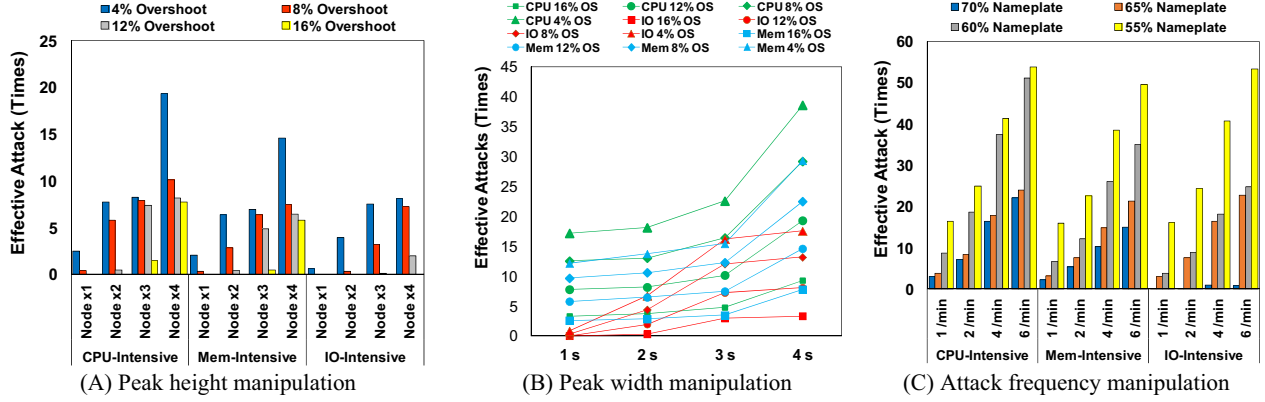 4% Overshoot 8% Overshoot
12% Overshoot 16% Overshoot
Effective Attack (Times)
25
20
15
10
5
0
Node x1 Node x2 Node x3 Node x4 Node x1 Node x2 Node x3 Node x4 Node x1 Node x2 Node x3 Node x4
CPU-Intensive Mem-Intensive IO-Intensive
(A) Peak height manipulation
CPU 16% OS CPU 12% OS CPU 8% OS
CPU 4% OS IO 16% OS IO 12% OS
IO 8% OS IO 4% OS Mem 16% OS
Mem 12% OS Mem 8% OS Mem 4% OS
Effective Attacks (Times)
45
40
35
30
25
20
15
10
5
0
1 s 2 s 3 s 4 s
(B) Peak width manipulation
70% Nameplate 65% Nameplate
60% Nameplate 55% Nameplate
Effective Attack (Times)
60
50
40
30
20
10
0
1 /min 2 /min 4 /min 6 /min 1 /min 2 /min 4 /min 6 /min 1 /min 2 /min 4 /min 6 /min
CPU-Intensive Mem-Intensive IO-Intensive
(C) Attack frequency manipulation